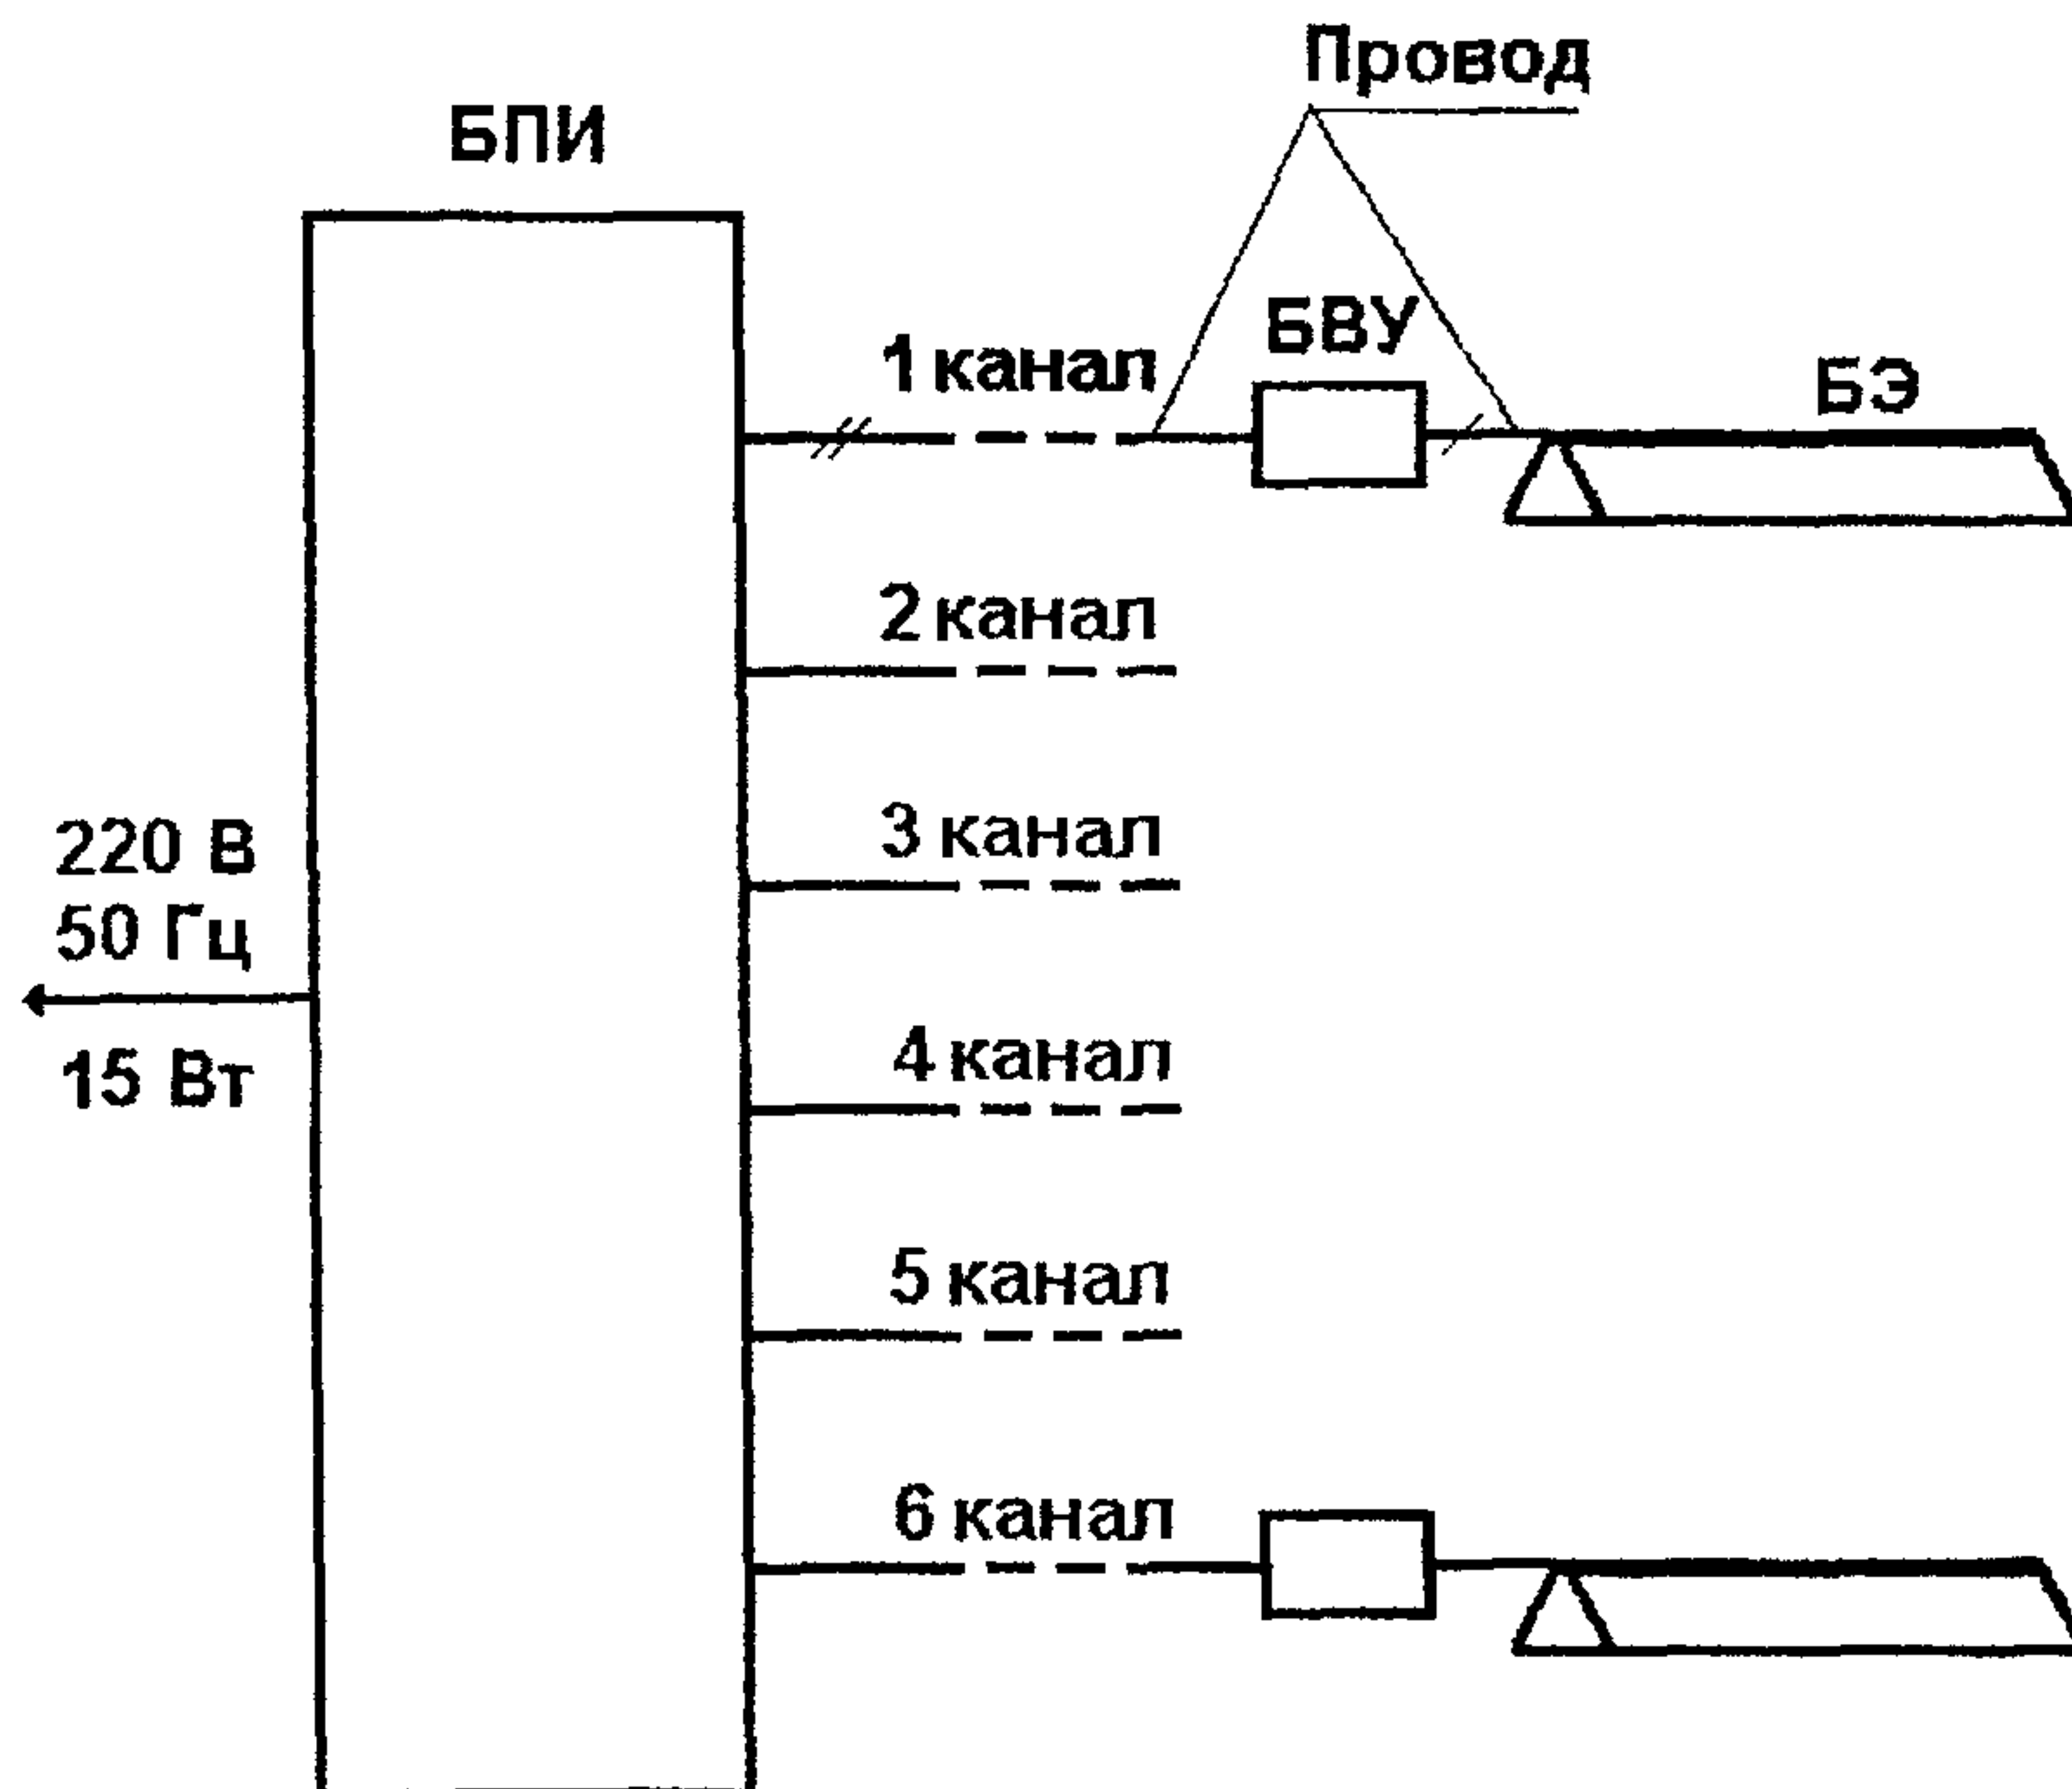 Провод
БПИ
БВУ
1 канал
БЭ
2 канал
3 канал
220 В
50 Гц
15 Вт
4 канал
5 канал
6 канал